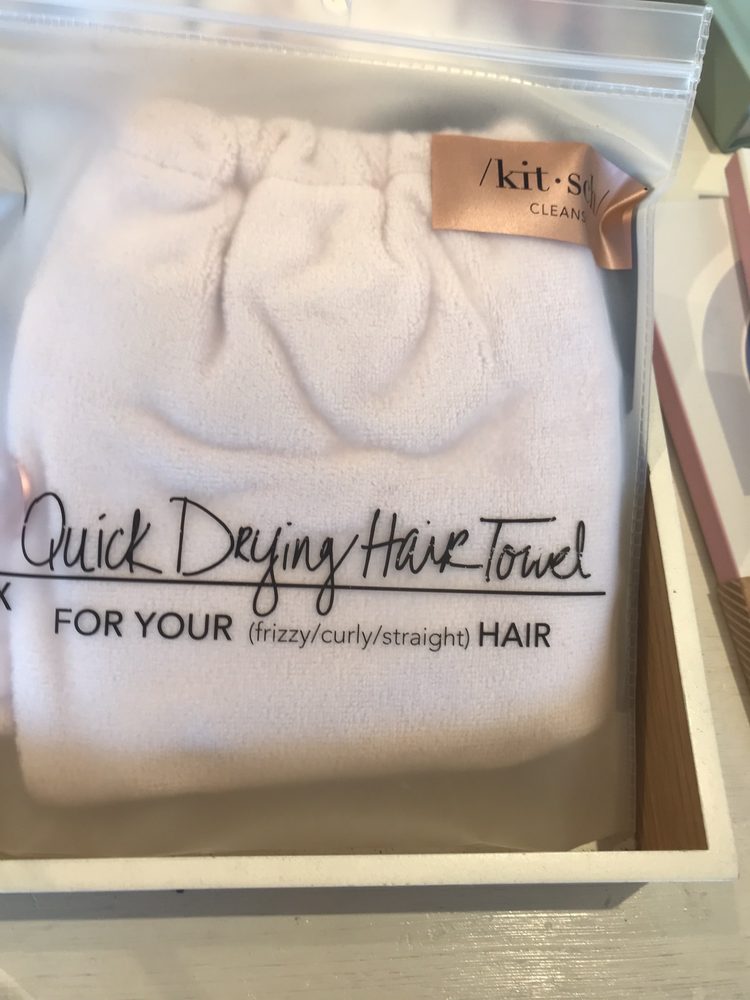 /kit·sch/
CLEANS
Quick Drying Hair Towel
X
FOR YOUR (frizzy/curly/straight) HAIR